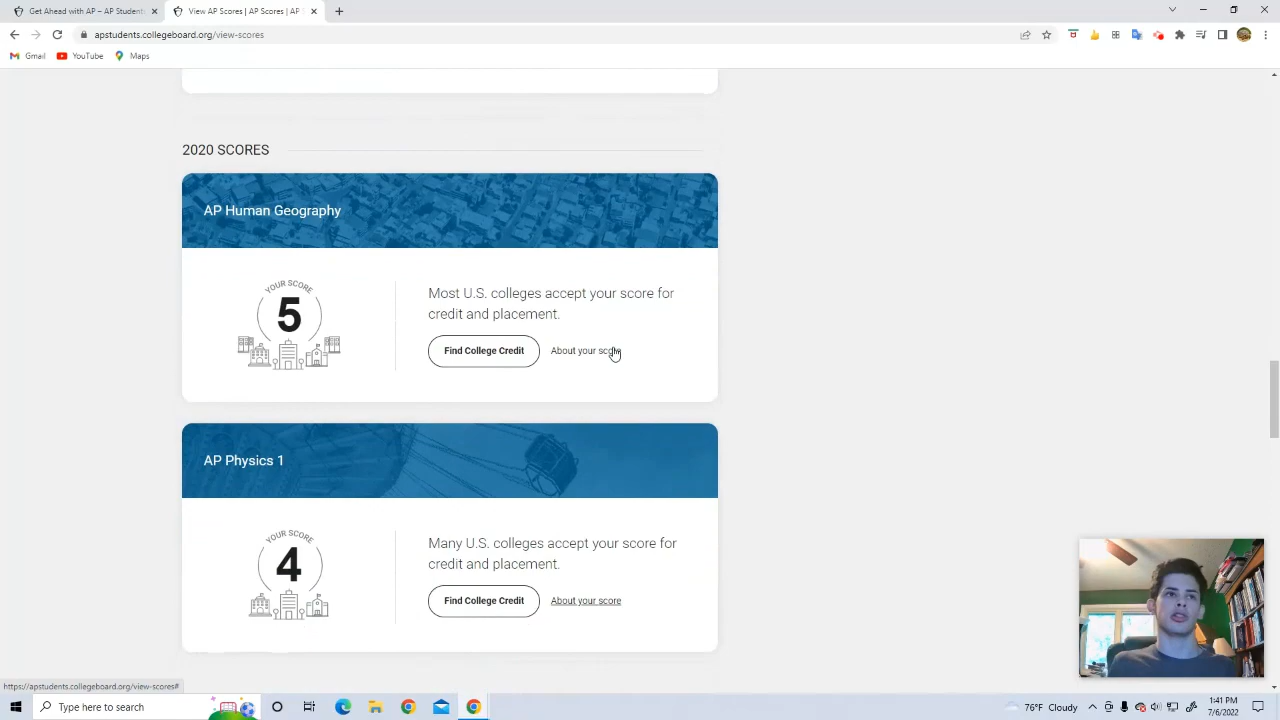 Get Ahead with AP – AP Student
View AP Scores | AP Scores | AP S
apstudents.collegeboard.org/view-scores
Gmail
YouTube
Maps
2020 SCORES
AP Human Geography
YOUR SCORE
5
Most U.S. colleges accept your score for
credit and placement.
Find College Credit
About your score
AP Physics 1
YOUR SCORE
4
Many U.S. colleges accept your score for
credit and placement.
Find College Credit
About your score
https://apstudents.collegeboard.org/view-scores#
Type here to search
76°F Cloudy
1:41 PM
7/6/2022